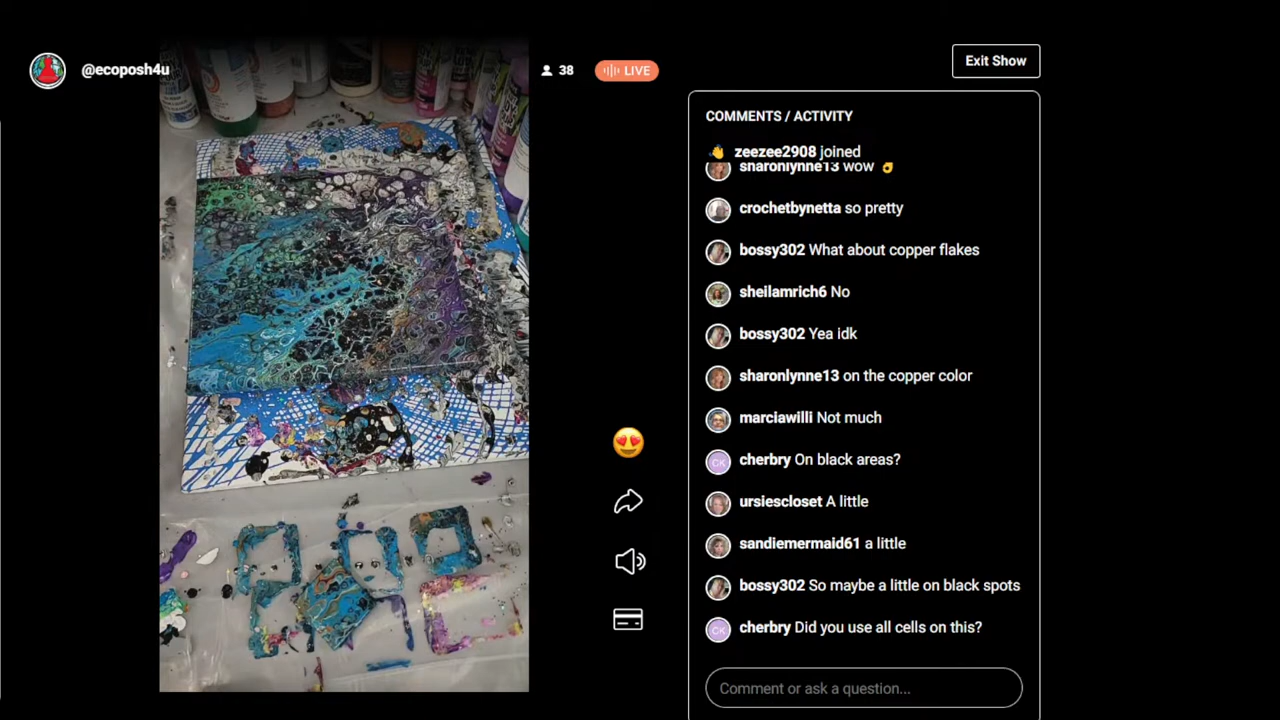 @ecoposh4u
38
LIVE
Exit Show
COMMENTS / ACTIVITY
zeezee2908 joined
sharonlynne13 wow
crochetbynetta so pretty
bossy302 What about copper flakes
sheilamrich6 No
bossy302 Yea idk
sharonlynne13 on the copper color
marciawilli Not much
cherbry On black areas?
CK
ursiescloset A little
sandiemermaid61 a little
bossy302 So maybe a little on black spots
cherbry Did you use all cells on this?
CK
Comment or ask a question...